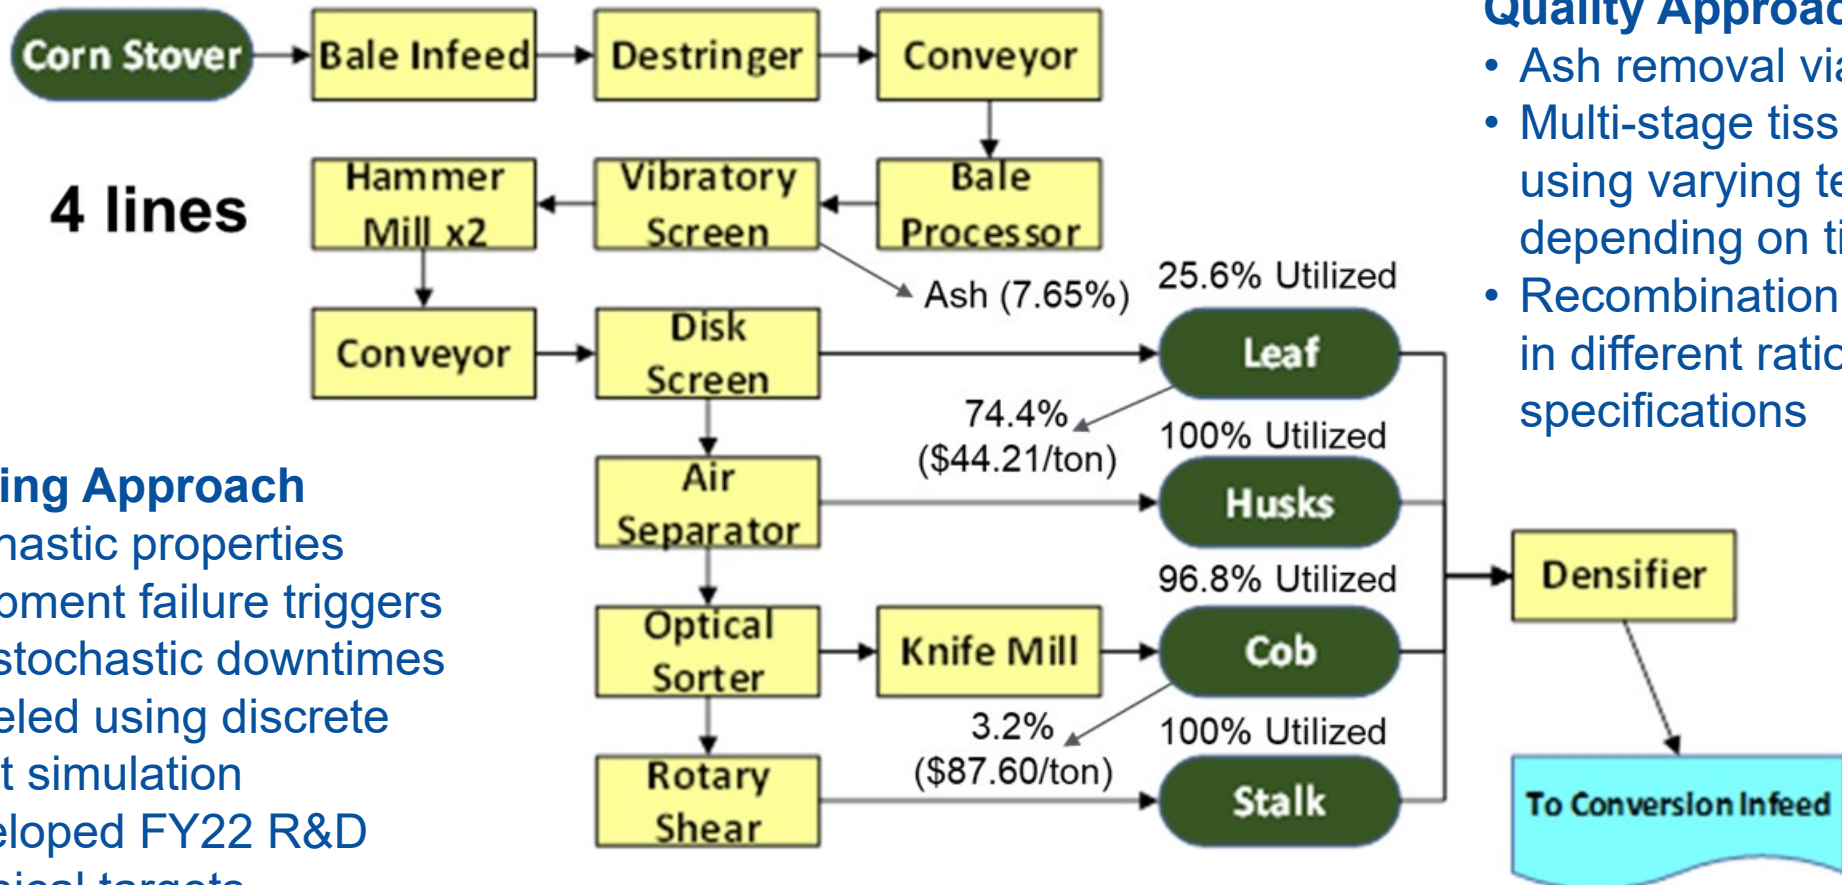 Corn Stover
Bale Infeed
Destringer
Conveyor
Hammer
Mill x2
Vibratory
Screen
Bale
Processor
4 lines
Ash (7.65%)
25.6% Utilized
Conveyor
Disk
Screen
Leaf
74.4%
($44.21/ton)
100% Utilized
Air
Separator
Husks
96.8% Utilized
Densifier
Optical
Sorter
Knife Mill
Cob
3.2%
($87.60/ton)
100% Utilized
Rotary
Shear
Stalk
To Conversion Infeed
Quality Approac
• Ash removal via
• Multi-stage tiss
using varying te
depending on ti
• Recombination
in different ratio
specifications
ing Approach
hastic properties
pment failure triggers
stochastic downtimes
eled using discrete
t simulation
eloped FY22 R&D
nical targets